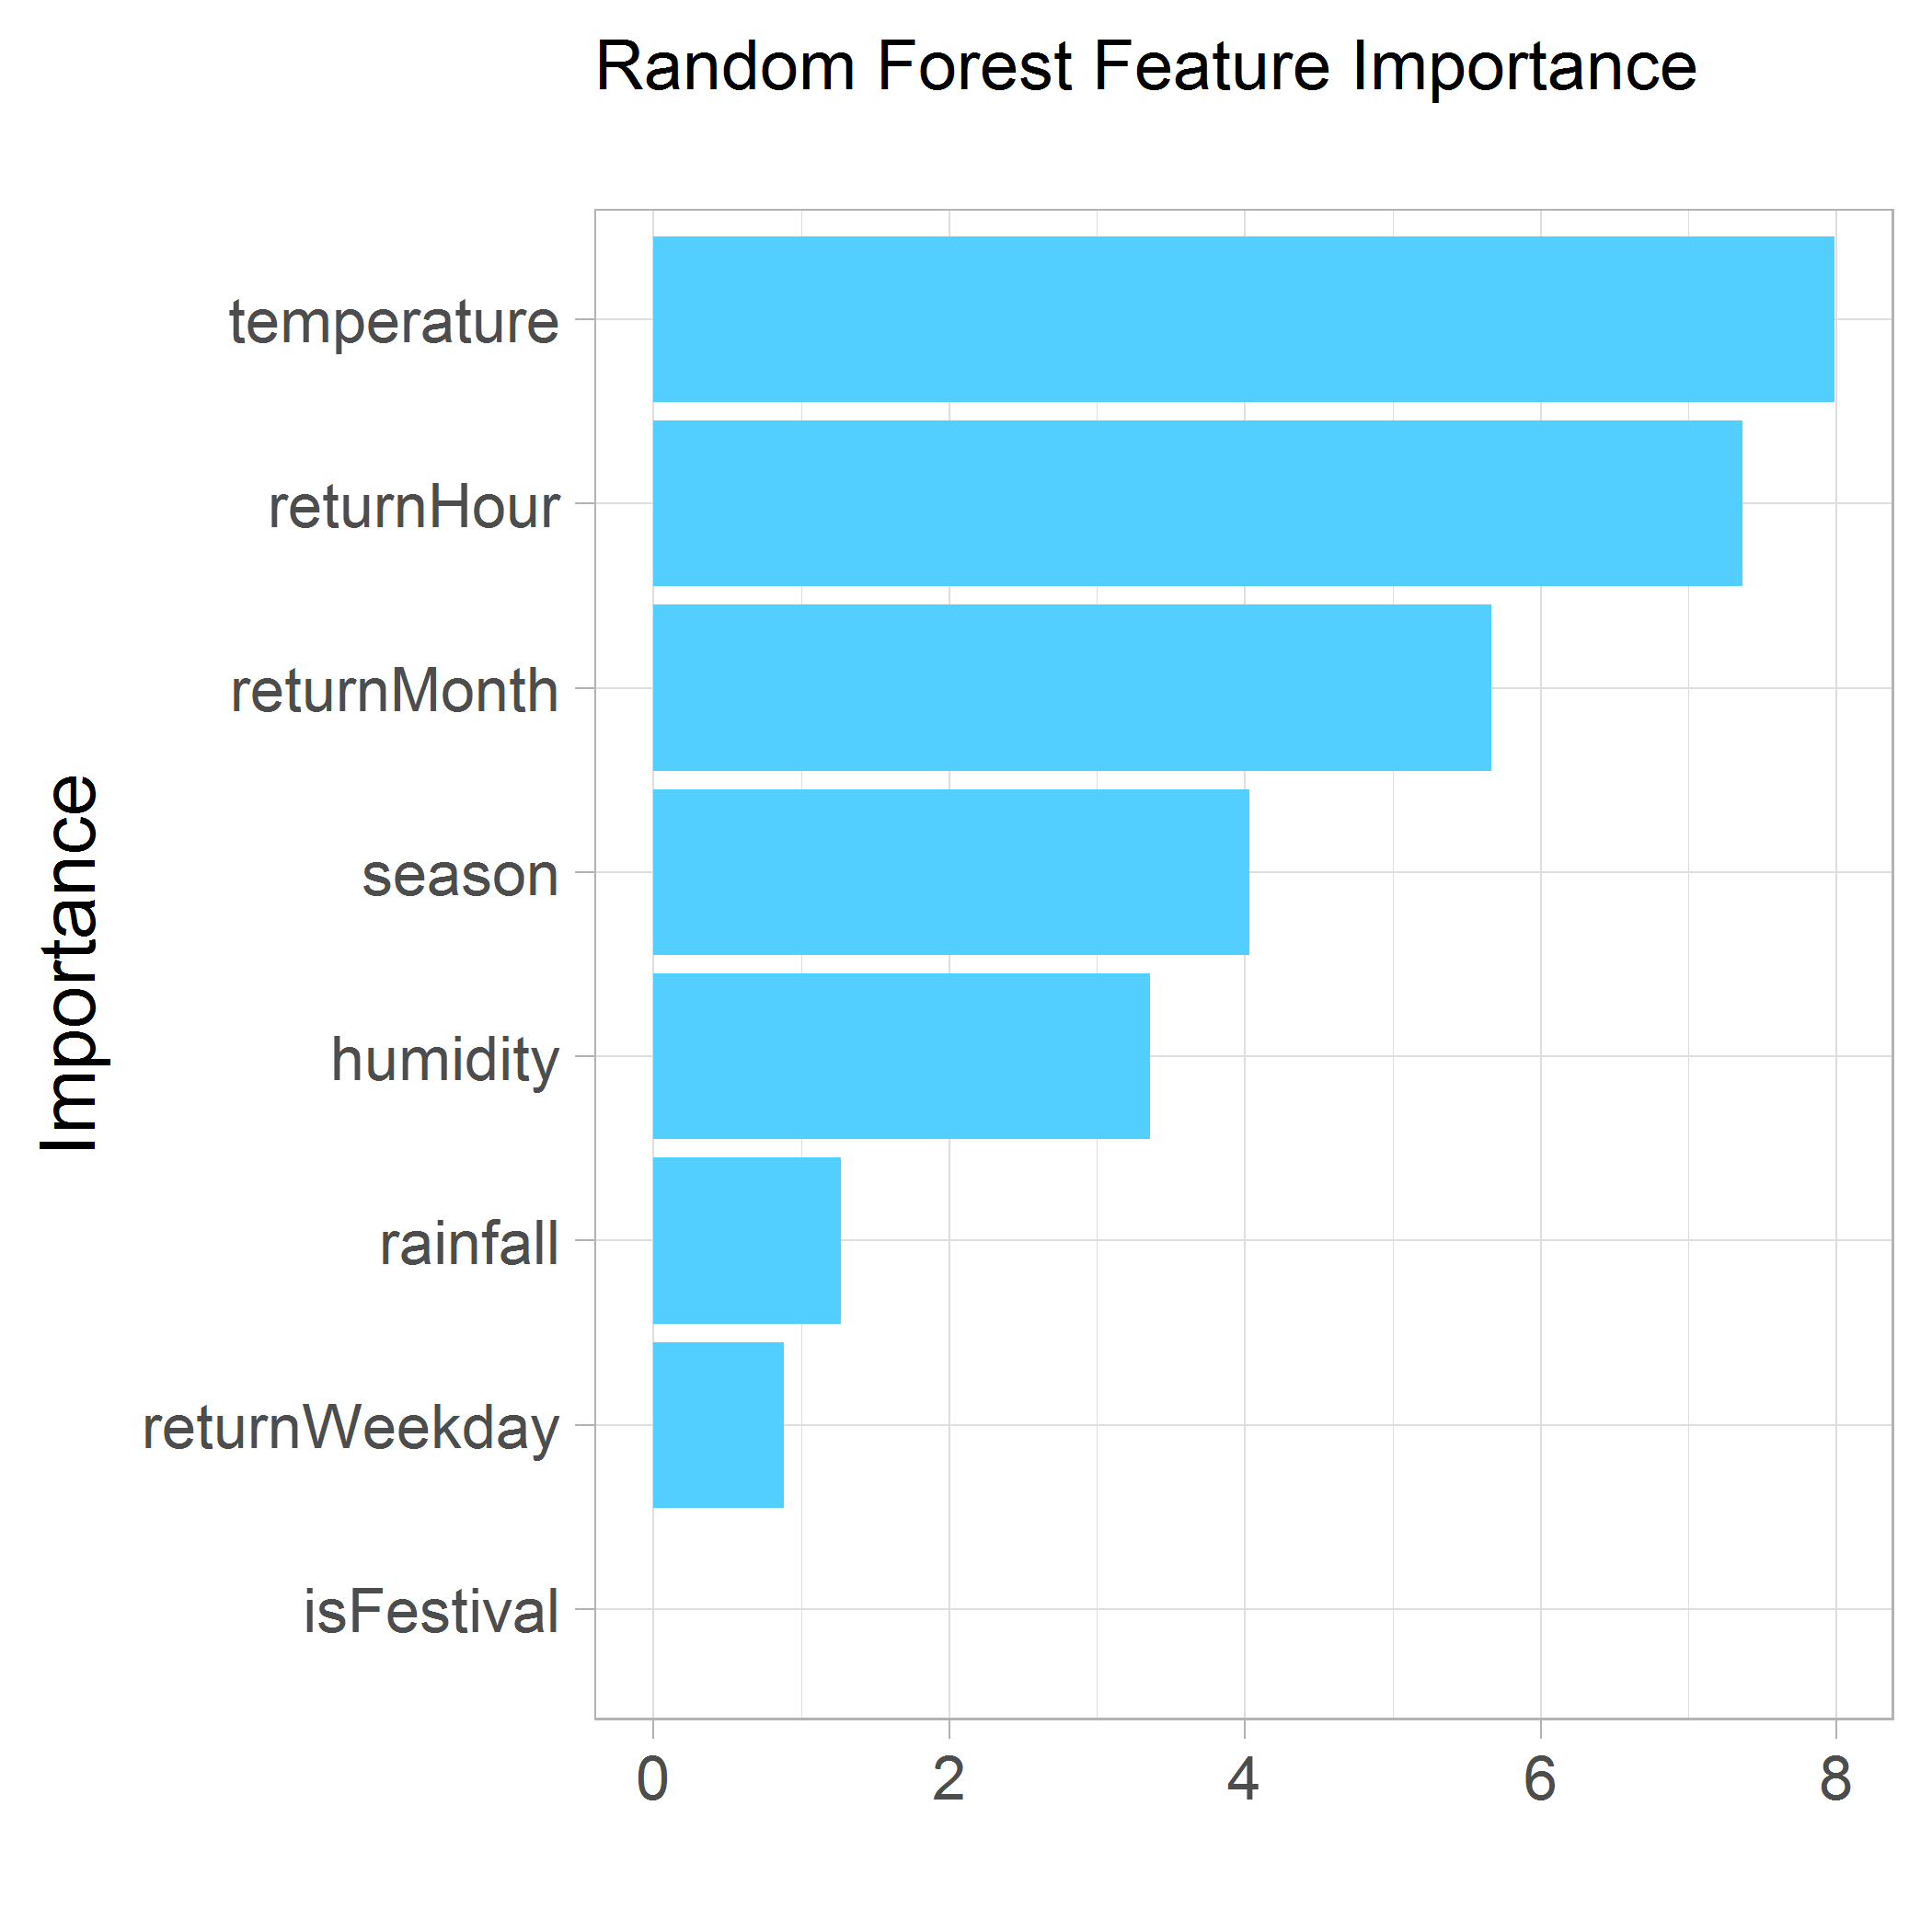 Random Forest Feature Importance
Importance
temperature
returnHour
returnMonth
season
humidity
rainfall
returnWeekday
isFestival
0 2 4 6 8